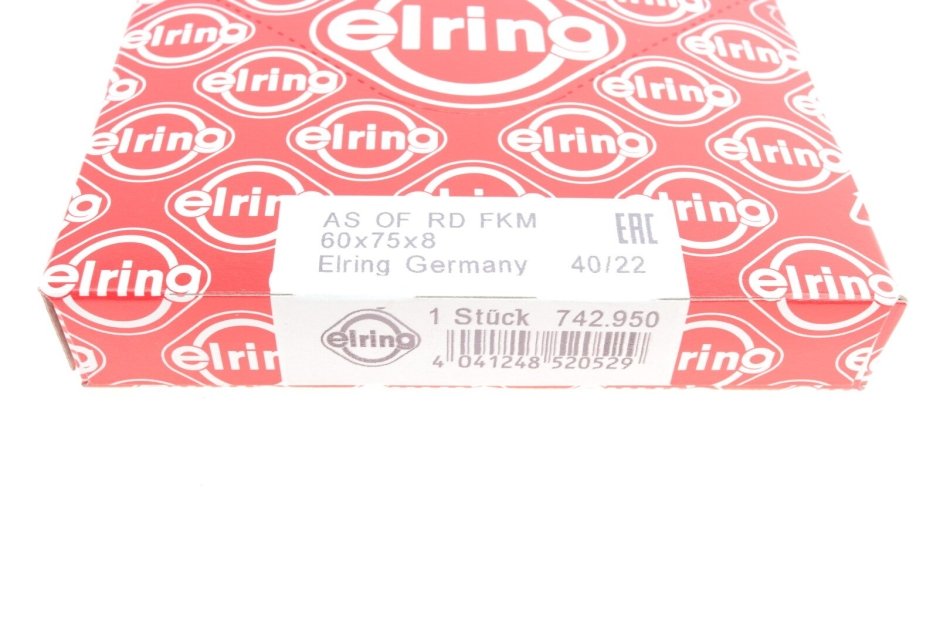 elring
AS OF RD FKM
EAC
60x75x8
Elring Germany 40/22
1 Stück 742.950
elring
4 041248 520529